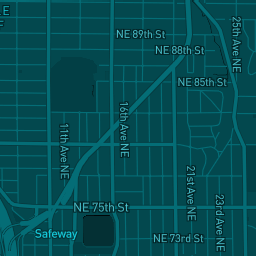 E
NE 89th St
25th Ave NE
NE 88th St
NE 85th St
16th Ave NE
11th Ave NE
21st Ave NE
23rd Ave NE
NE 75th St
Safeway
NE 73rd St